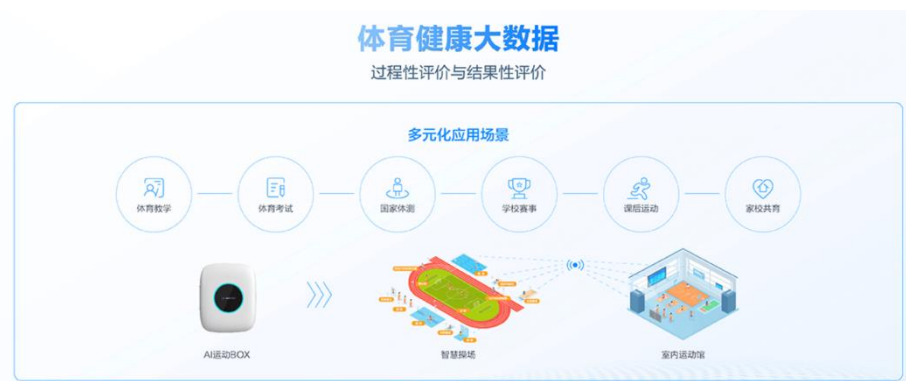 体育健康大数据
过程性评价与结果性评价
多元化应用场景
体育教学
体育考试
国家体测
学校赛事
课后运动
家校共育
AI运动BOX
智慧操场
室内运动馆